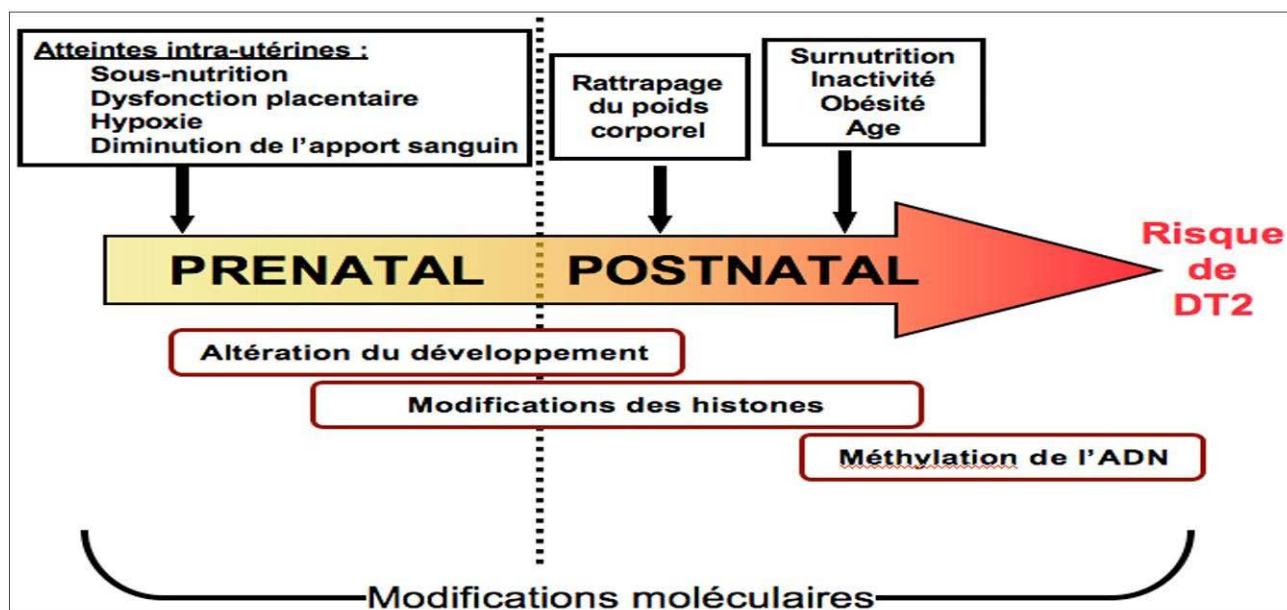 Atteintes intra-utérines :
Sous-nutrition
Dysfonction placentaire
Hypoxie
Diminution de l'apport sanguin
Rattrapage
du poids
corporel
Surnutrition
Inactivité
Obésité
Age
PRENATAL
POSTNATAL
Risque
de
DT2
Altération du développement
Modifications des histones
Méthylation de l'ADN
Modifications moléculaires